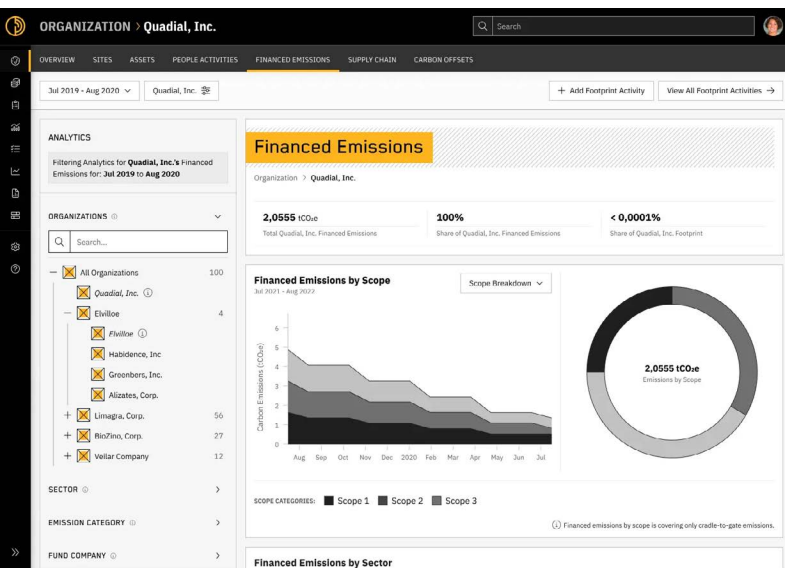 ORGANIZATION > Quadial, Inc.
Search
OVERVIEW SITES ASSETS PEOPLE ACTIVITIES FINANCED EMISSIONS SUPPLY CHAIN CARBON OFFSETS
Jul 2019 - Aug 2020
Quadial, Inc.
+ Add Footprint Activity
View All Footprint Activities →
ANALYTICS
Filtering Analytics for Quadial, Inc.'s Financed
Emissions for: Jul 2019 to Aug 2020
ORGANIZATIONS
Search...
All Organizations 100
Quadial, Inc.
Elvilloe 4
Elvilloe
Habidence, Inc
Greenbers, Inc.
Alizates, Corp.
Limagra, Corp. 56
BioZino, Corp. 27
Veilar Company 12
SECTOR
EMISSION CATEGORY
FUND COMPANY
Financed Emissions
Organization > Quadial, Inc.
2,0555 tCO₂e
Total Quadial, Inc. Financed Emissions
100%
Share of Quadial, Inc. Financed Emissions
< 0,0001%
Share of Quadial, Inc. Footprint
Financed Emissions by Scope
Jul 2021 - Aug 2022
Scope Breakdown
Carbon Emissions (tCO₂e)
6
5
4
3
2
1
0
Aug Sep Oct Nov Dec 2020 Feb Mar Apr May Jun Jul
2,0555 tCO₂e
Emissions by Scope
SCOPE CATEGORIES: Scope 1 Scope 2 Scope 3
Financed emissions by scope is covering only cradle-to-gate emissions.
Financed Emissions by Sector